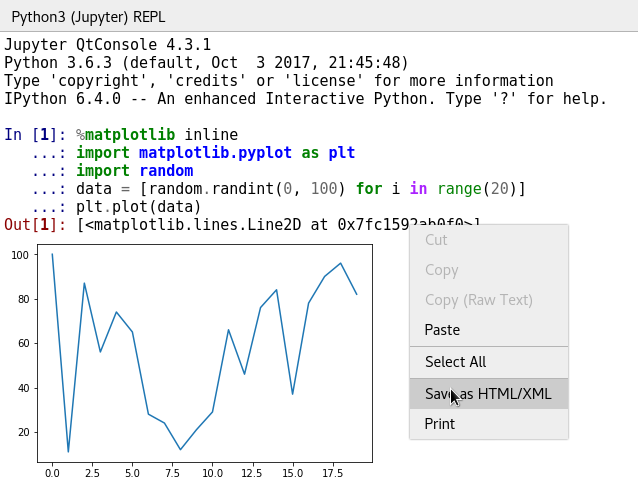 Python3 (Jupyter) REPL
Jupyter QtConsole 4.3.1
Python 3.6.3 (default, Oct  3 2017, 21:45:48)
Type 'copyright', 'credits' or 'license' for more information
IPython 6.4.0 -- An enhanced Interactive Python. Type '?' for help.
In [1]: %matplotlib inline
   ...: import matplotlib.pyplot as plt
   ...: import random
   ...: data = [random.randint(0, 100) for i in range(20)]
   ...: plt.plot(data)
Out[1]: [<matplotlib.lines.Line2D at 0x7fc1592ab0f0>]
Cut
Copy
Copy (Raw Text)
Paste
Select All
Save as HTML/XML
Print
100
80
60
40
20
0.0 2.5 5.0 7.5 10.0 12.5 15.0 17.5